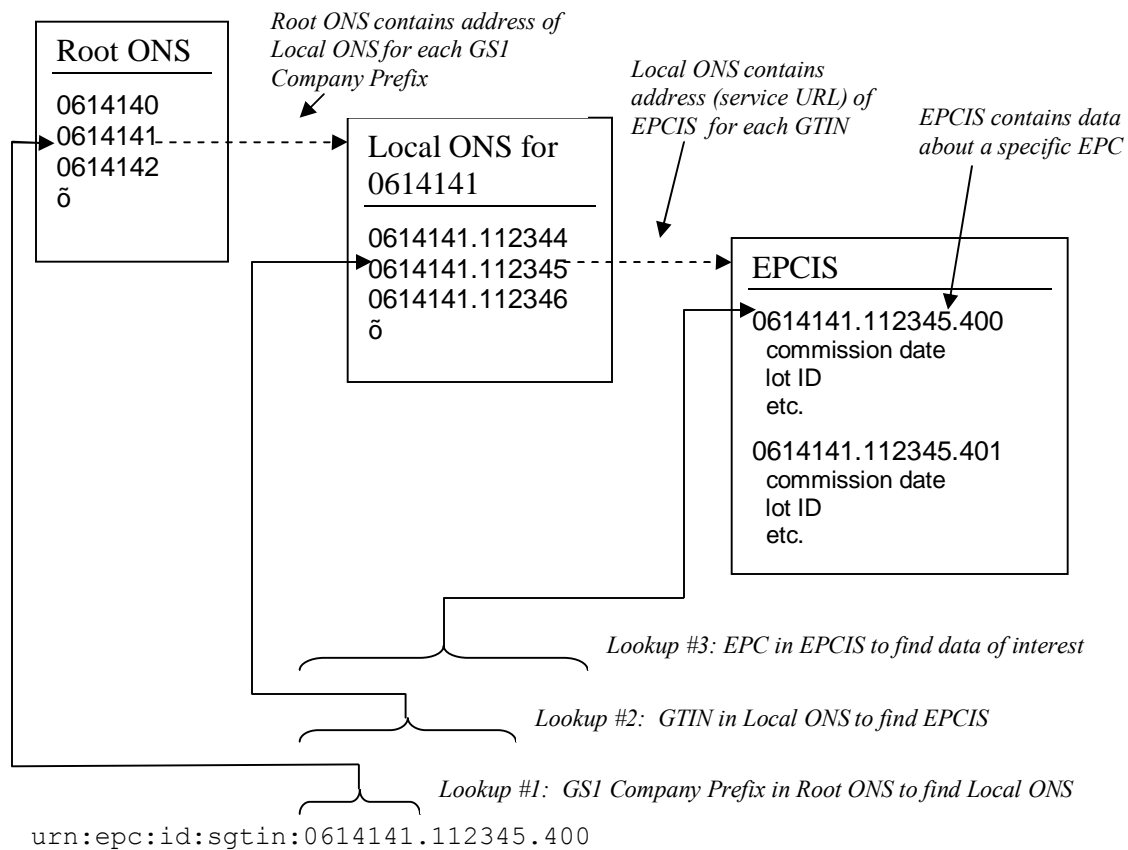 Root ONS contains address of
Local ONS for each GS1
Company Prefix
Root ONS
0614140
0614141
0614142
õ
Local ONS contains
address (service URL) of
EPCIS for each GTIN
EPCIS contains data
about a specific EPC
Local ONS for
0614141
0614141.112344
0614141.112345
0614141.112346
õ
EPCIS
0614141.112345.400
commission date
lot ID
etc.
0614141.112345.401
commission date
lot ID
etc.
Lookup #3: EPC in EPCIS to find data of interest
Lookup #2: GTIN in Local ONS to find EPCIS
Lookup #1: GS1 Company Prefix in Root ONS to find Local ONS
urn:epc:id:sgtin:0614141.112345.400